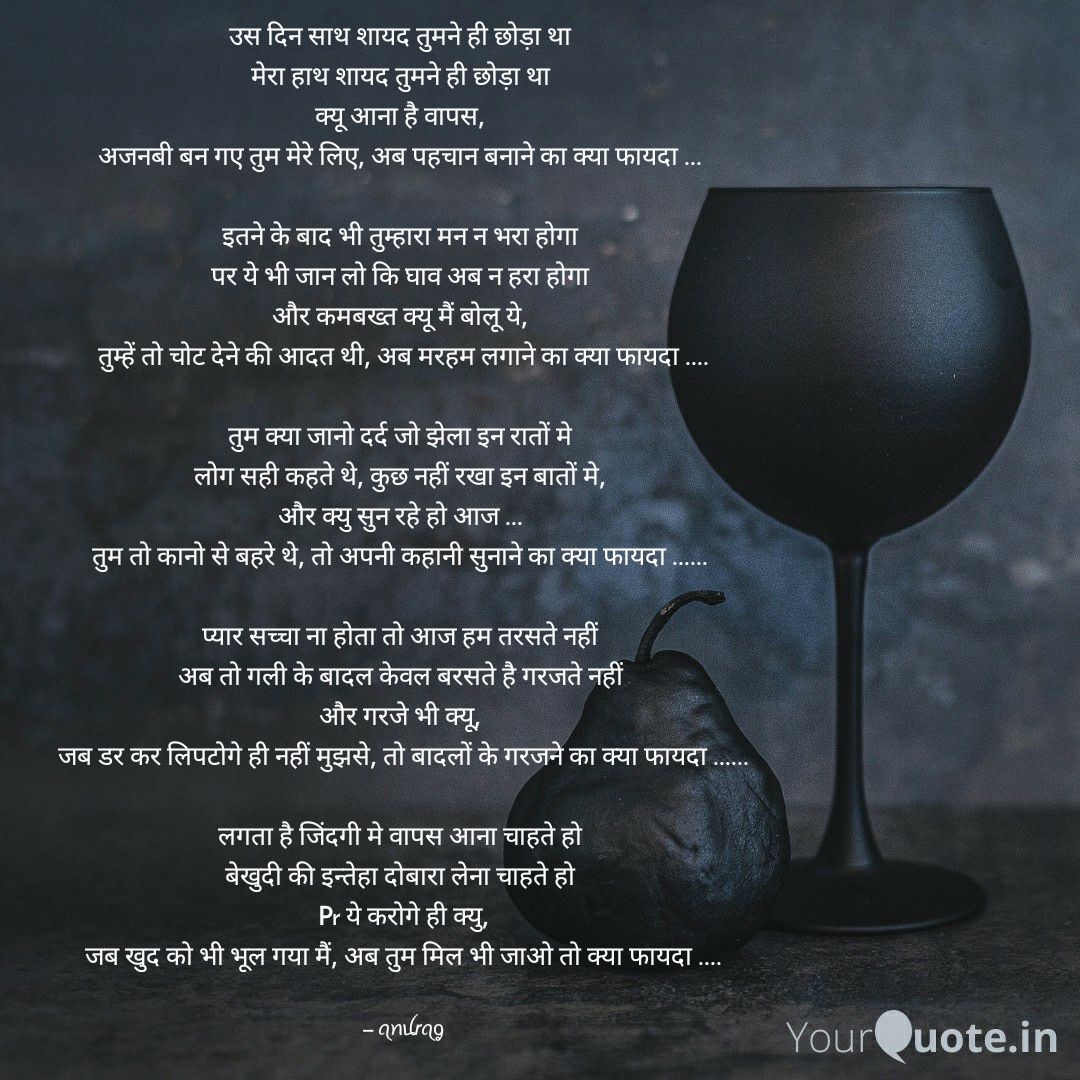 उस दिन साथ शायद तुमने ही छोड़ा था
मेरा हाथ शायद तुमने ही छोड़ा था
क्यू आना है वापस,
अजनबी बन गए तुम मेरे लिए, अब पहचान बनाने का क्या फायदा ...
इतने के बाद भी तुम्हारा मन न भरा होगा
पर ये भी जान लो कि घाव अब न हरा होगा
और कमबख्त क्यू मैं बोलू ये,
तुम्हें तो चोट देने की आदत थी, अब मरहम लगाने का क्या फायदा ....
तुम क्या जानो दर्द जो झेला इन रातों मे
लोग सही कहते थे, कुछ नहीं रखा इन बातों मे,
और क्यु सुन रहे हो आज ...
तुम तो कानो से बहरे थे, तो अपनी कहानी सुनाने का क्या फायदा ......
प्यार सच्चा ना होता तो आज हम तरसते नहीं
अब तो गली के बादल केवल बरसते है गरजते नहीं
और गरजे भी क्यू,
जब डर कर लिपटोगे ही नहीं मुझसे, तो बादलों के गरजने का क्या फायदा ......
लगता है जिंदगी मे वापस आना चाहते हो
बेखुदी की इन्तेहा दोबारा लेना चाहते हो
Pr ये करोगे ही क्यु,
जब खुद को भी भूल गया मैं, अब तुम मिल भी जाओ तो क्या फायदा ....
– anurag
YourQuote.in